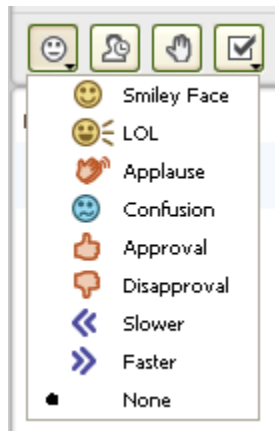 Smiley Face
LOL
Applause
Confusion
Approval
Disapproval
Slower
Faster
None